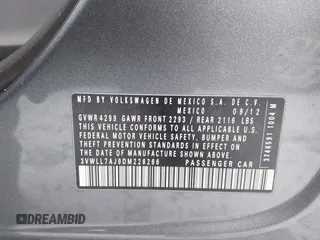 MFD BY VOLKSWAGEN DE MEXICO S.A. DE C.V.
MEXICO 09/12
GVWR 4299 GAWR FRONT 2293 / REAR 2116 LBS
THIS VEHICLE CONFORMS TO ALL APPLICABLE U.S.
FEDERAL MOTOR VEHICLE SAFETY, BUMPER AND
THEFT PREVENTION STANDARDS IN EFFECT ON
THE DATE OF MANUFACTURE SHOWN ABOVE
3VWLL7AJ9DM226286 PASSENGER CAR
3746591 1004 M
DREAMBID